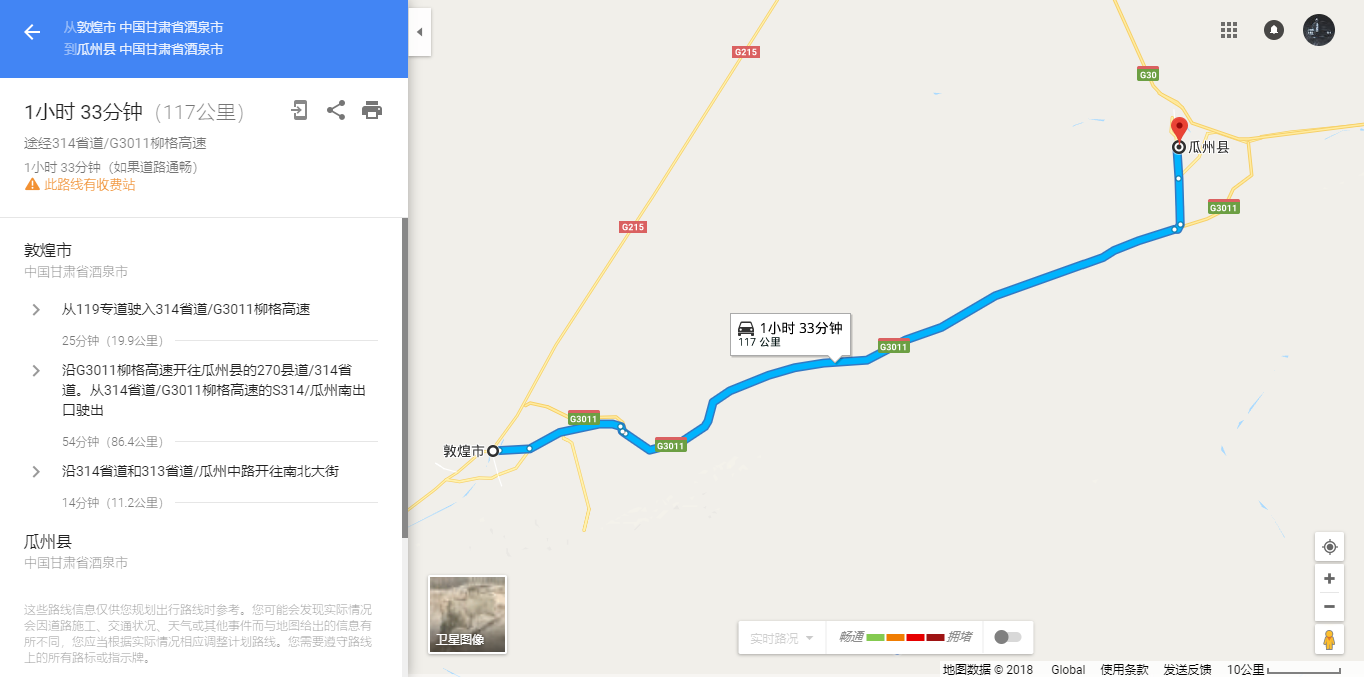 从敦煌市 中国甘肃省酒泉市
到瓜州县 中国甘肃省酒泉市
1小时 33分钟（117公里）
途经314省道/G3011柳格高速
1小时 33分钟（如果道路通畅）
此路线有收费站
敦煌市
中国甘肃省酒泉市
从119专道驶入314省道/G3011柳格高速
25分钟（19.9公里）
沿G3011柳格高速开往瓜州县的270县道/314省
道。从314省道/G3011柳格高速的S314/瓜州南出
口驶出
54分钟（86.4公里）
沿314省道和313省道/瓜州中路开往南北大街
14分钟（11.2公里）
瓜州县
中国甘肃省酒泉市
这些路线信息仅供您规划出行路线时参考。您可能会发现实际情况
会因道路施工、交通状况、天气或其他事件而与地图给出的信息有
所不同，您应当根据实际情况相应调整计划路线。您需要遵守路线
上的所有路标或指示牌。
G215
G30
瓜州县
G3011
G215
1小时 33分钟
117 公里
G3011
G3011
G3011
敦煌市
卫星图像
实时路况
畅通
拥堵
地图数据 © 2018
Global
使用条款
发送反馈
10公里